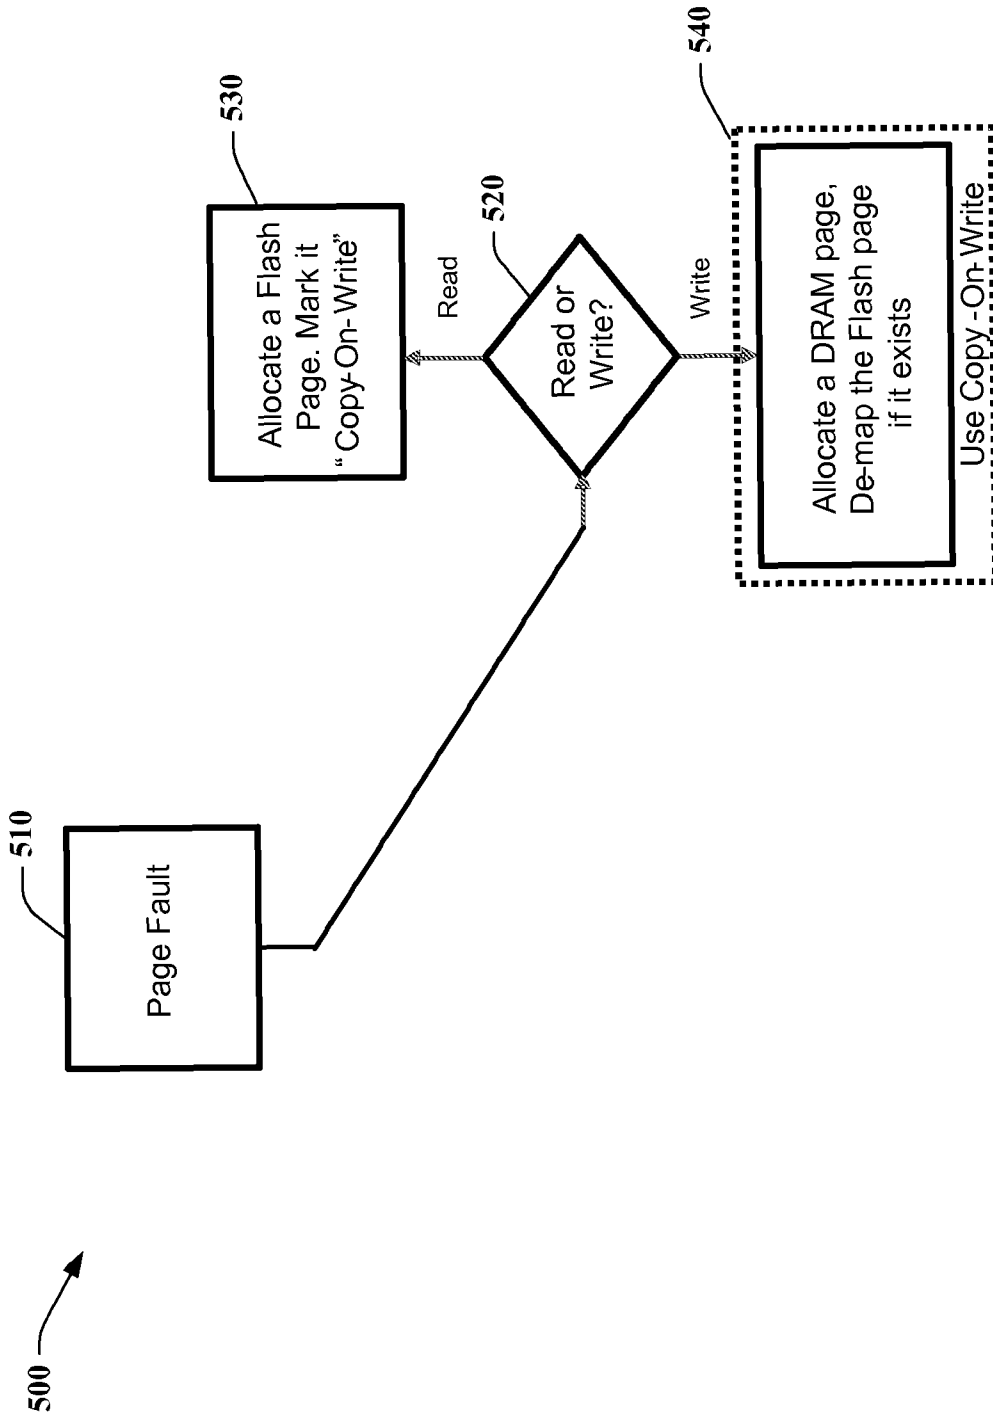 500
510
Page Fault
530
Allocate a Flash
Page. Mark it
“Copy-On-Write”
Read
520
Read or
Write?
Write
540
Allocate a DRAM page,
De-map the Flash page
if it exists
Use Copy-On-Write